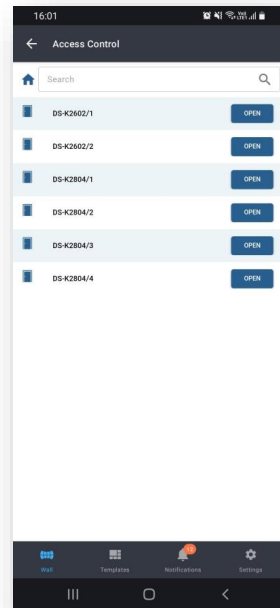 16:01
Access Control
Search
DS-K2602/1 OPEN
DS-K2602/2 OPEN
DS-K2804/1 OPEN
DS-K2804/2 OPEN
DS-K2804/3 OPEN
DS-K2804/4 OPEN
12
Wall Templates Notifications Settings